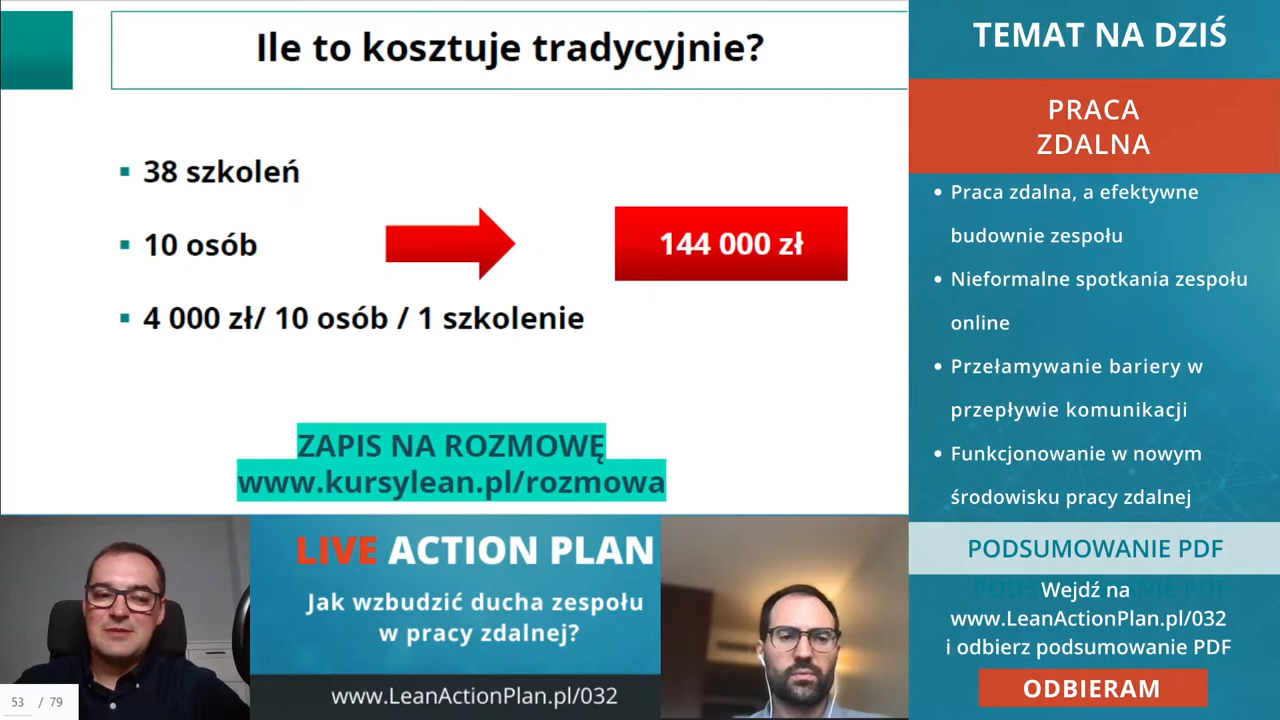 Ile to kosztuje tradycyjnie?
38 szkoleń
10 osób
144 000 zł
4 000 zł/ 10 osób / 1 szkolenie
ZAPIS NA ROZMOWĘ
www.kursylean.pl/rozmowa
TEMAT NA DZIŚ
PRACA
ZDALNA
Praca zdalna, a efektywne
budownie zespołu
Nieformalne spotkania zespołu
online
Przełamywanie bariery w
przepływie komunikacji
Funkcjonowanie w nowym
środowisku pracy zdalnej
PODSUMOWANIE PDF
Wejdź na
www.LeanActionPlan.pl/032
i odbierz podsumowanie PDF
ODBIERAM
LIVE ACTION PLAN
Jak wzbudzić ducha zespołu
w pracy zdalnej?
www.LeanActionPlan.pl/032
53 / 79